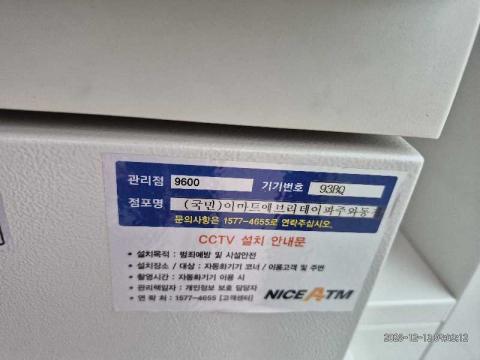 관리점 9600 기기번호 93BQ
점포명 (국민)이마트에브리데이파주와동
문의사항은 1577-4655로 연락주십시오.
CCTV 설치 안내문
• 설치목적 : 범죄예방 및 시설안전
• 설치장소 / 대상 : 자동화기기 코너 / 이용고객 및 주변
• 촬영시간 : 자동화기기 이용 시
• 관리책임자 : 개인정보 보호 담당자
• 연 락 처 : 1577-4655 [고객센터]
NICE ATM